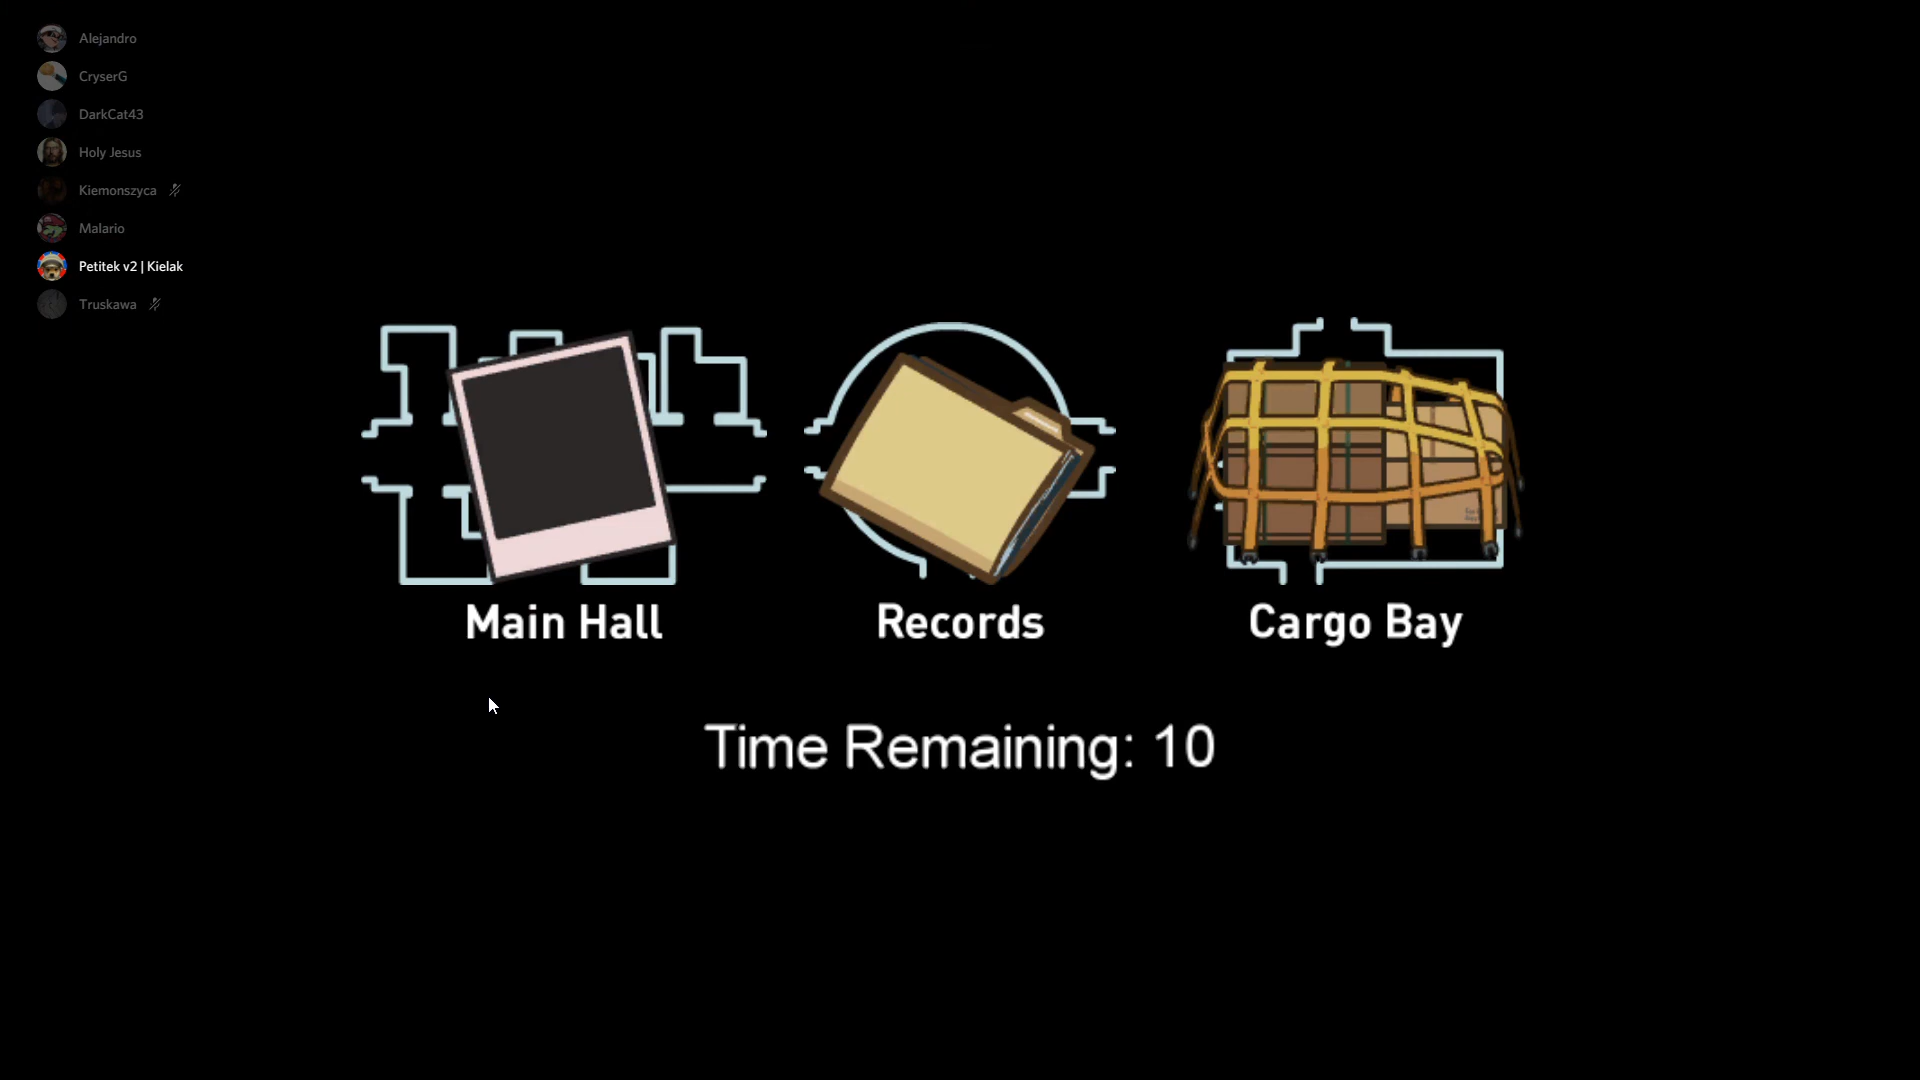 Alejandro
CryserG
DarkCat43
Holy Jesus
Kiemonszyca
Malario
Petitek v2 | Kielak
Truskawa
Main Hall
Records
Cargo Bay
Time Remaining: 10